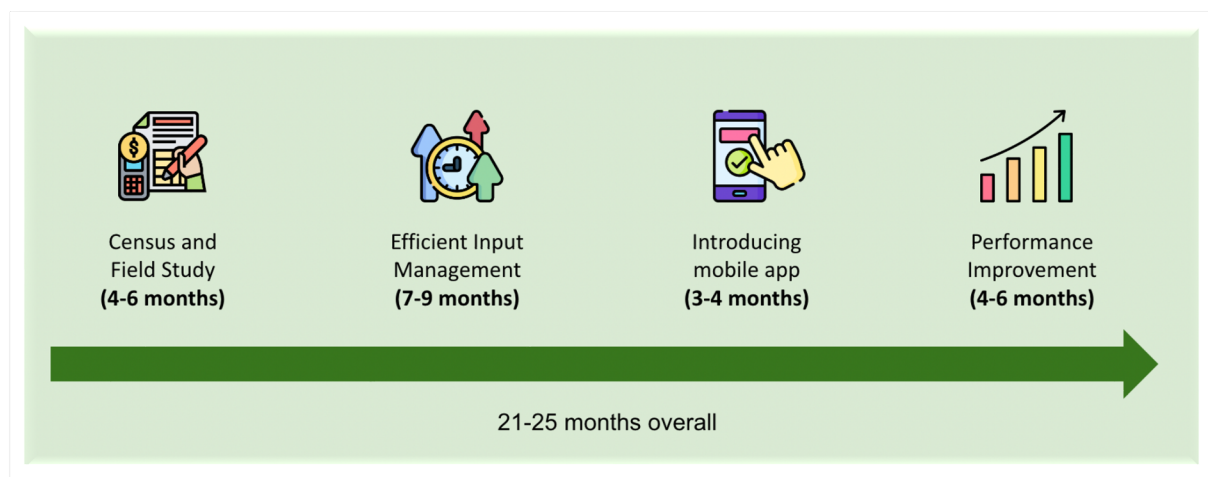 Census and
Field Study
(4-6 months)
Efficient Input
Management
(7-9 months)
Introducing
mobile app
(3-4 months)
Performance
Improvement
(4-6 months)
21-25 months overall